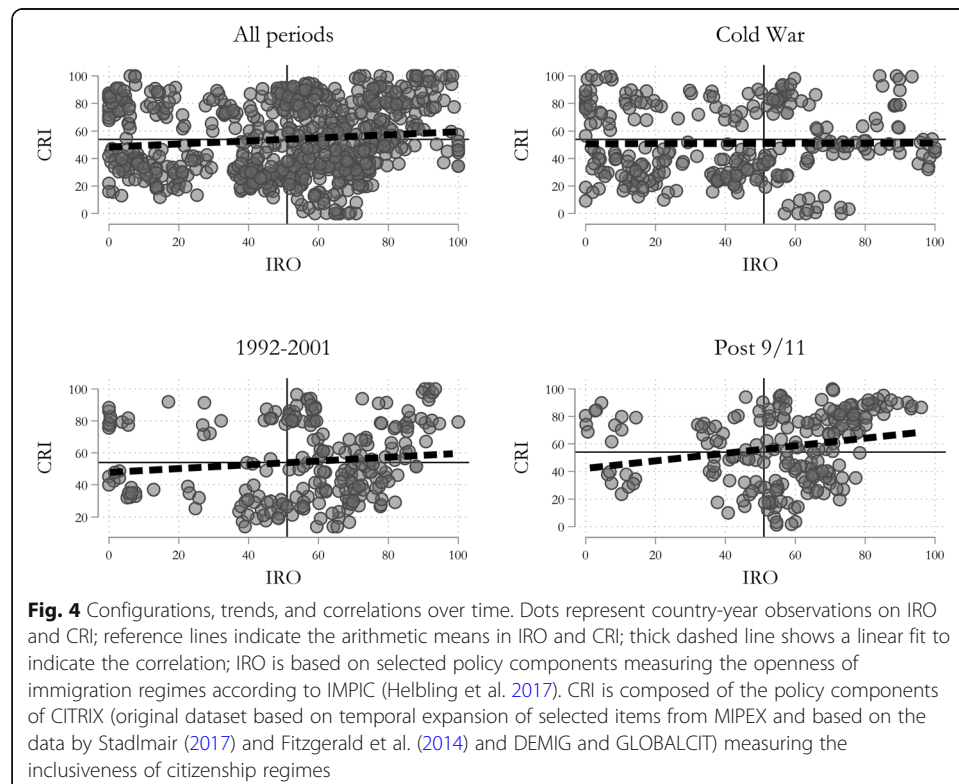 All periods
Cold War
100
80
60
40
20
0
CRI
0 20 40 60 80 100
IRO
100
80
60
40
20
0
CRI
0 20 40 60 80 100
IRO
1992-2001
Post 9/11
100
80
60
40
20
CRI
0 20 40 60 80 100
IRO
100
80
60
40
20
0
CRI
0 20 40 60 80 100
IRO
Fig. 4 Configurations, trends, and correlations over time. Dots represent country-year observations on IRO
and CRI; reference lines indicate the arithmetic means in IRO and CRI; thick dashed line shows a linear fit to
indicate the correlation; IRO is based on selected policy components measuring the openness of
immigration regimes according to IMPIC (Helbling et al. 2017). CRI is composed of the policy components
of CITRIX (original dataset based on temporal expansion of selected items from MIPEX and based on the
data by Stadlmair (2017) and Fitzgerald et al. (2014) and DEMIG and GLOBALCIT) measuring the
inclusiveness of citizenship regimes